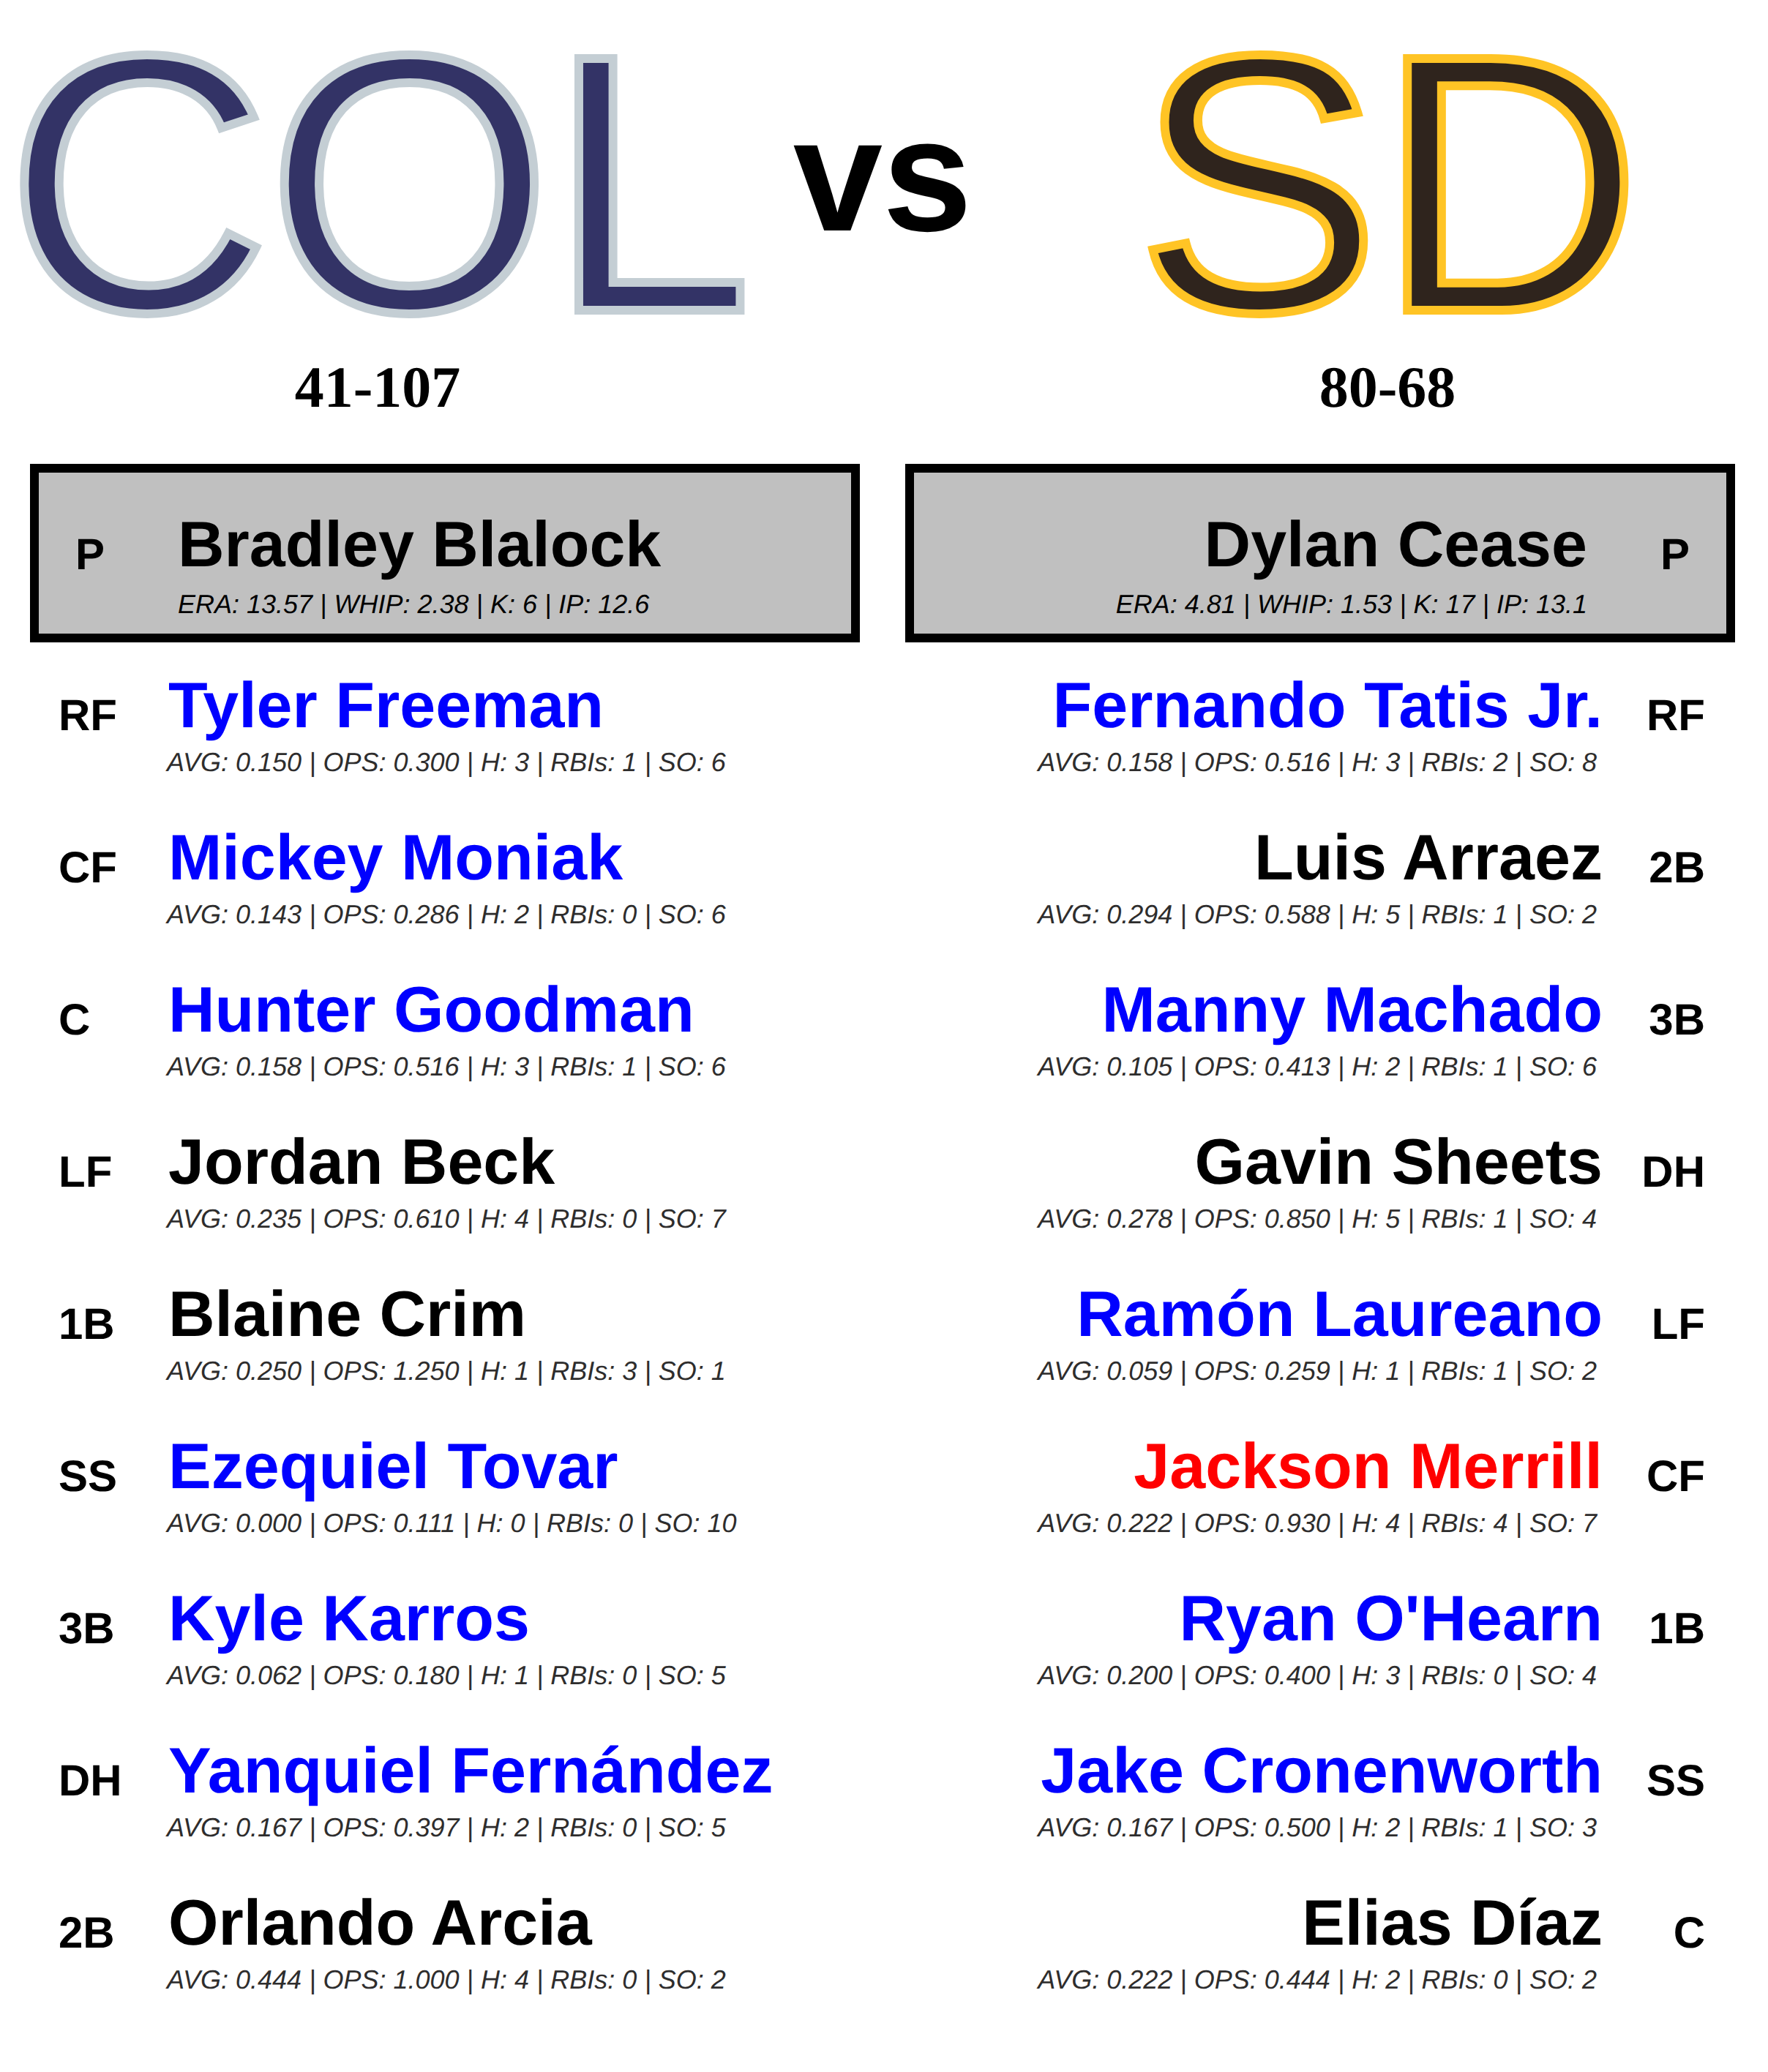 COL vs SD
41-107 80-68
P Bradley Blalock
ERA: 13.57 | WHIP: 2.38 | K: 6 | IP: 12.6
Dylan Cease P
ERA: 4.81 | WHIP: 1.53 | K: 17 | IP: 13.1
RF Tyler Freeman
AVG: 0.150 | OPS: 0.300 | H: 3 | RBIs: 1 | SO: 6
CF Mickey Moniak
AVG: 0.143 | OPS: 0.286 | H: 2 | RBIs: 0 | SO: 6
C Hunter Goodman
AVG: 0.158 | OPS: 0.516 | H: 3 | RBIs: 1 | SO: 6
LF Jordan Beck
AVG: 0.235 | OPS: 0.610 | H: 4 | RBIs: 0 | SO: 7
1B Blaine Crim
AVG: 0.250 | OPS: 1.250 | H: 1 | RBIs: 3 | SO: 1
SS Ezequiel Tovar
AVG: 0.000 | OPS: 0.111 | H: 0 | RBIs: 0 | SO: 10
3B Kyle Karros
AVG: 0.062 | OPS: 0.180 | H: 1 | RBIs: 0 | SO: 5
DH Yanquiel Fernández
AVG: 0.167 | OPS: 0.397 | H: 2 | RBIs: 0 | SO: 5
2B Orlando Arcia
AVG: 0.444 | OPS: 1.000 | H: 4 | RBIs: 0 | SO: 2
Fernando Tatis Jr. RF
AVG: 0.158 | OPS: 0.516 | H: 3 | RBIs: 2 | SO: 8
Luis Arraez 2B
AVG: 0.294 | OPS: 0.588 | H: 5 | RBIs: 1 | SO: 2
Manny Machado 3B
AVG: 0.105 | OPS: 0.413 | H: 2 | RBIs: 1 | SO: 6
Gavin Sheets DH
AVG: 0.278 | OPS: 0.850 | H: 5 | RBIs: 1 | SO: 4
Ramón Laureano LF
AVG: 0.059 | OPS: 0.259 | H: 1 | RBIs: 1 | SO: 2
Jackson Merrill CF
AVG: 0.222 | OPS: 0.930 | H: 4 | RBIs: 4 | SO: 7
Ryan O'Hearn 1B
AVG: 0.200 | OPS: 0.400 | H: 3 | RBIs: 0 | SO: 4
Jake Cronenworth SS
AVG: 0.167 | OPS: 0.500 | H: 2 | RBIs: 1 | SO: 3
Elias Díaz C
AVG: 0.222 | OPS: 0.444 | H: 2 | RBIs: 0 | SO: 2